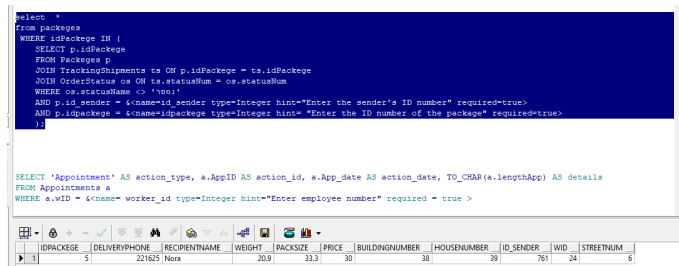 select *
from packeges
WHERE idPackege IN (
SELECT p.idPackege
FROM Packeges p
JOIN TrackingShipments ts ON p.idPackege = ts.idPackege
JOIN OrderStatus os ON ts.statusNum = os.statusNum
WHERE os.statusName <> 'נמסר'
AND p.id_sender = &<name=id_sender type=Integer hint="Enter the sender's ID number" required=true>
AND p.idpackege = &<name=idpackege type=Integer hint= "Enter the ID number of the package" required=true>
);
SELECT 'Appointment' AS action_type, a.AppID AS action_id, a.App_date AS action_date, TO_CHAR(a.lengthApp) AS details
FROM Appointments a
WHERE a.wID = &<name= worker_id type=Integer hint="Enter employee number" required = true >
IDPACKEGE DELIVERYPHONE RECIPIENTNAME WEIGHT PACKSIZE PRICE BUILDINGNUMBER HOUSENUMBER ID_SENDER WID STREETNUM
1 5 221625 Nora 20.9 33.3 30 38 39 761 24 6